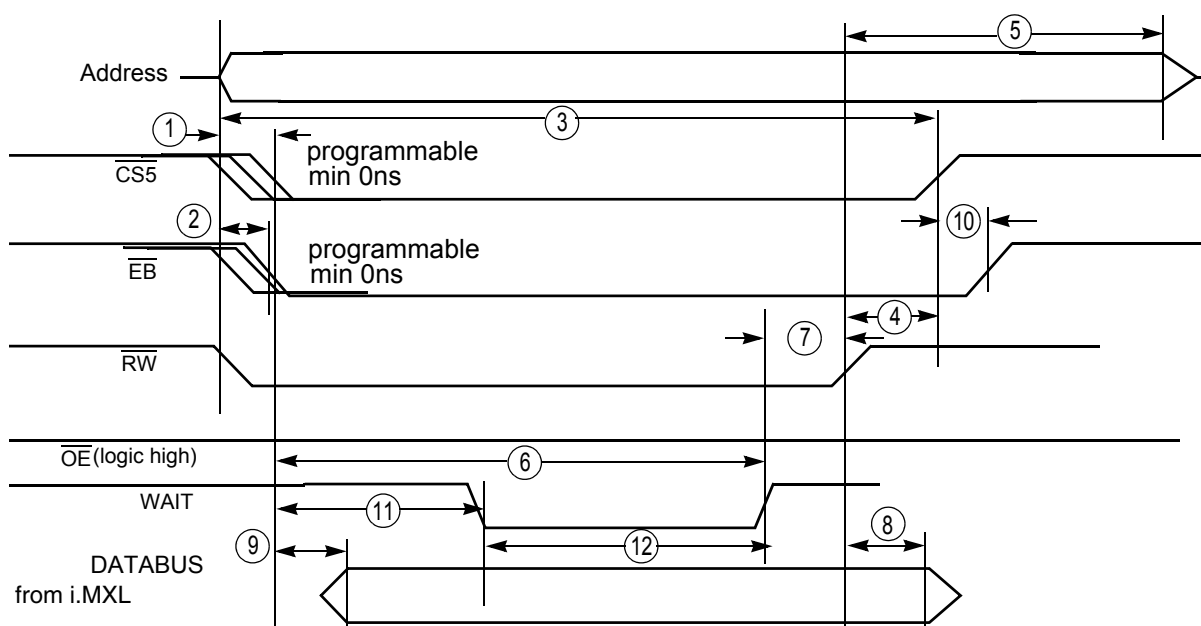 5
Address
1
3
programmable
min 0ns
CS5
2
10
programmable
min 0ns
EB
4
7
RW
OE(logic high)
6
WAIT
11
8
9
12
DATABUS
from i.MXL